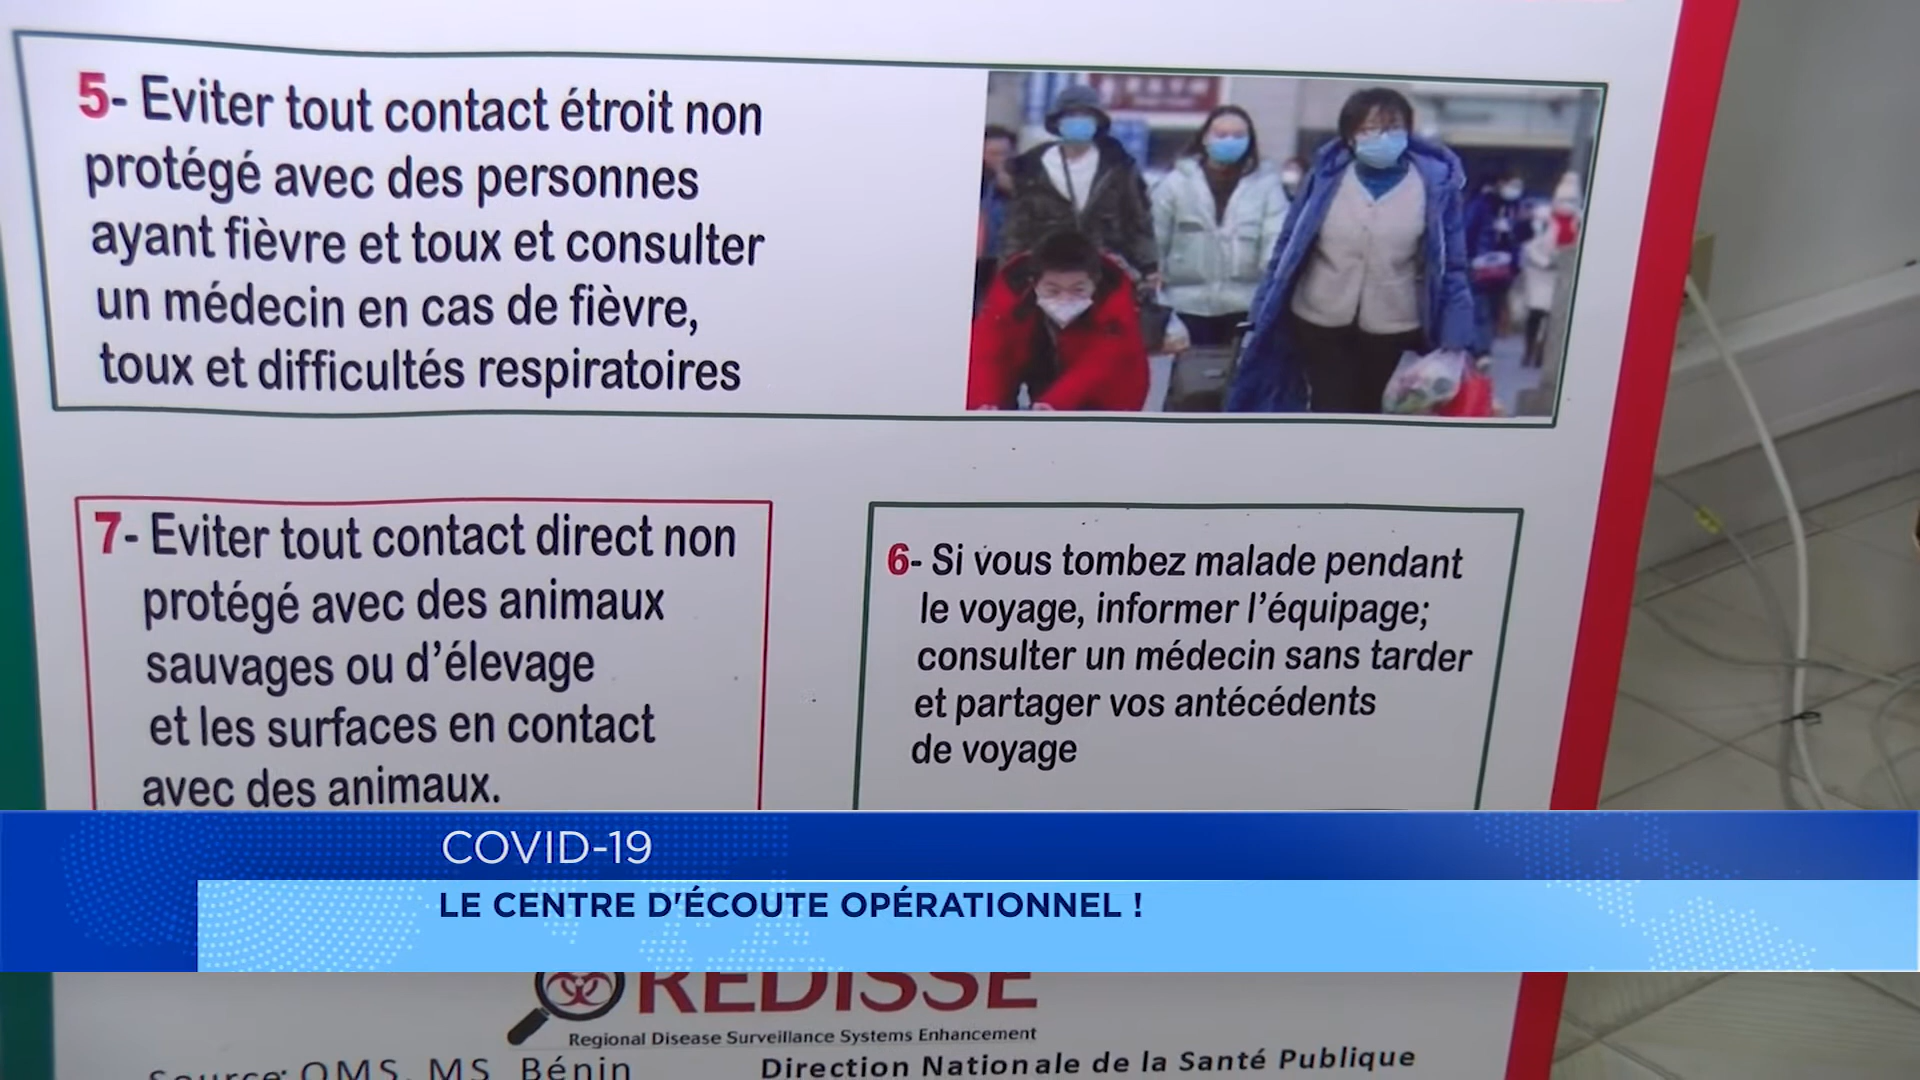 5- Eviter tout contact étroit non
protégé avec des personnes
ayant fièvre et toux et consulter
un médecin en cas de fièvre,
toux et difficultés respiratoires
7- Eviter tout contact direct non
protégé avec des animaux
sauvages ou d'élevage
et les surfaces en contact
avec des animaux.
6- Si vous tombez malade pendant
le voyage, informer l'équipage;
consulter un médecin sans tarder
et partager vos antécédents
de voyage
COVID-19
LE CENTRE D'ÉCOUTE OPÉRATIONNEL !
REDISSE
Regional Disease Surveillance Systems Enhancement
Source: OMS, MS Bénin
Direction Nationale de la Santé Publique